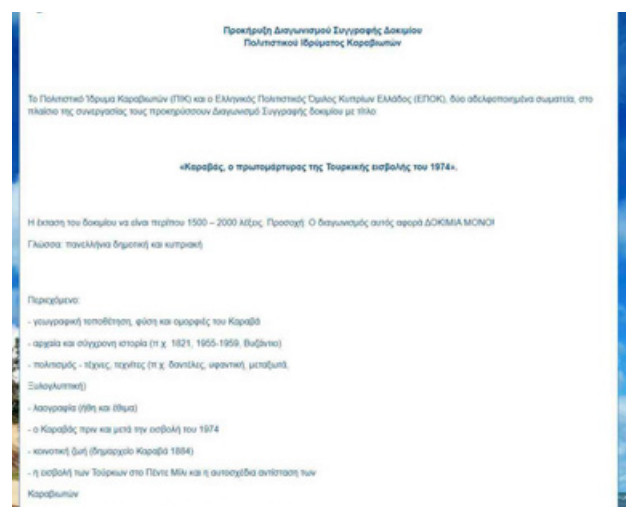 Προκήρυξη Διαγωνισμού Συγγραφής Δοκιμίου
Πολιτιστικού Ιδρύματος Καραβιωτών
Το Πολιτιστικό Ίδρυμα Καραβιωτών (ΠΙΚ) και ο Ελληνικός Πολιτιστικός Όμιλος Κυπρίων Ελλάδος (ΕΠΟΚ), δύο αδελφοποιημένα σωματεία, στο
πλαίσιο της συνεργασίας τους προκηρύσσουν Διαγωνισμό Συγγραφής δοκιμίου με τίτλο:
«Καραβάς, ο πρωτομάρτυρος της Τουρκικής εισβολής του 1974».
Η έκταση του δοκιμίου να είναι περίπου 1500 – 2000 λέξεις. Προσοχή: Ο διαγωνισμός αυτός αφορά ΔΟΚΙΜΙΑ ΜΟΝΟ!
Γλώσσα: πανελλήνια δημοτική και κυπριακή
Περιεχόμενο:
- γεωγραφική τοποθέτηση, φύση και ομορφιές του Καραβά
- αρχαία και σύγχρονη ιστορία (π.χ. 1821, 1955-1959, Βυζάντιο)
- πολιτισμός - τέχνες, τεχνίτες (π.χ. δαντέλες, υφαντική, μεταξωτά,
Ξυλογλυπτική)
- λαογραφία (ήθη και έθιμα)
- ο Καραβάς πριν και μετά την εισβολή του 1974
- κοινοτική ζωή (δημαρχείο Καραβά 1884)
- η εισβολή των Τούρκων στο Πέντε Μίλι και η αυτοσχέδια αντίσταση των
Καραβιωτών